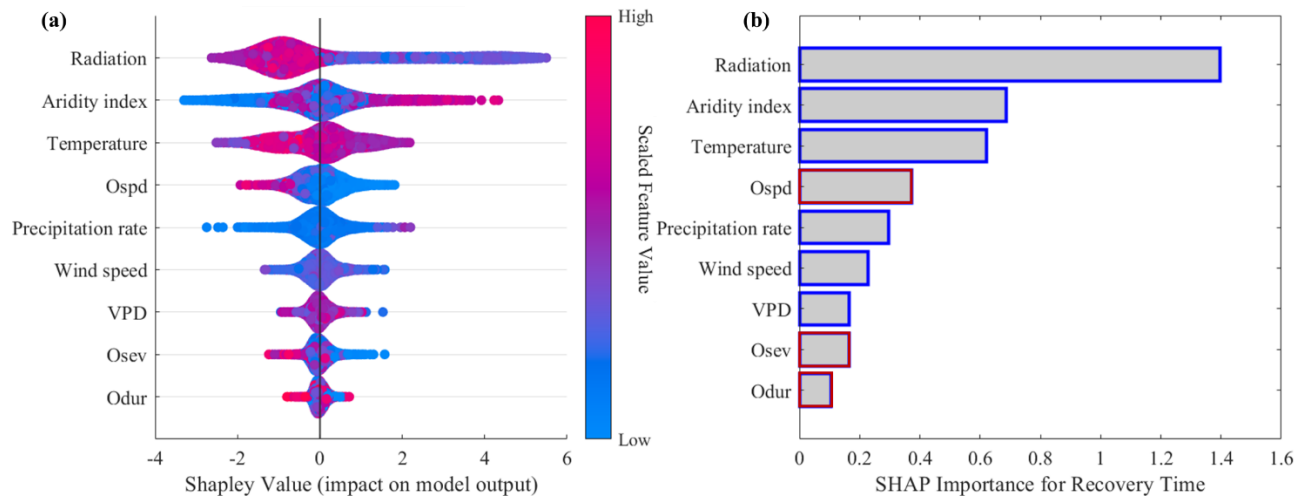 (a)
Radiation
Aridity index
Temperature
Ospd
Precipitation rate
Wind speed
VPD
Osev
Odur
-4
-2
0
2
4
6
Shapley Value (impact on model output)
High
Scaled Feature Value
Low
(b)
Radiation
Aridity index
Temperature
Ospd
Precipitation rate
Wind speed
VPD
Osev
Odur
0
0.2
0.4
0.6
0.8
1
1.2
1.4
1.6
SHAP Importance for Recovery Time